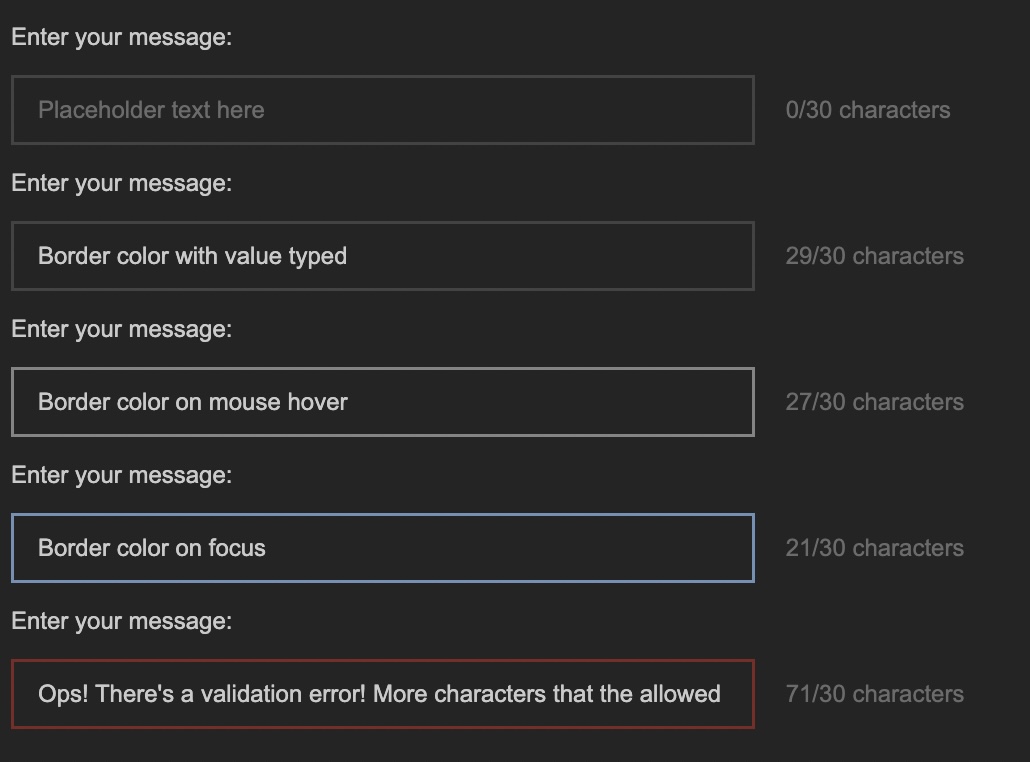 Enter your message:
Placeholder text here 0/30 characters
Enter your message:
Border color with value typed 29/30 characters
Enter your message:
Border color on mouse hover 27/30 characters
Enter your message:
Border color on focus 21/30 characters
Enter your message:
Ops! There's a validation error! More characters that the allowed 71/30 characters